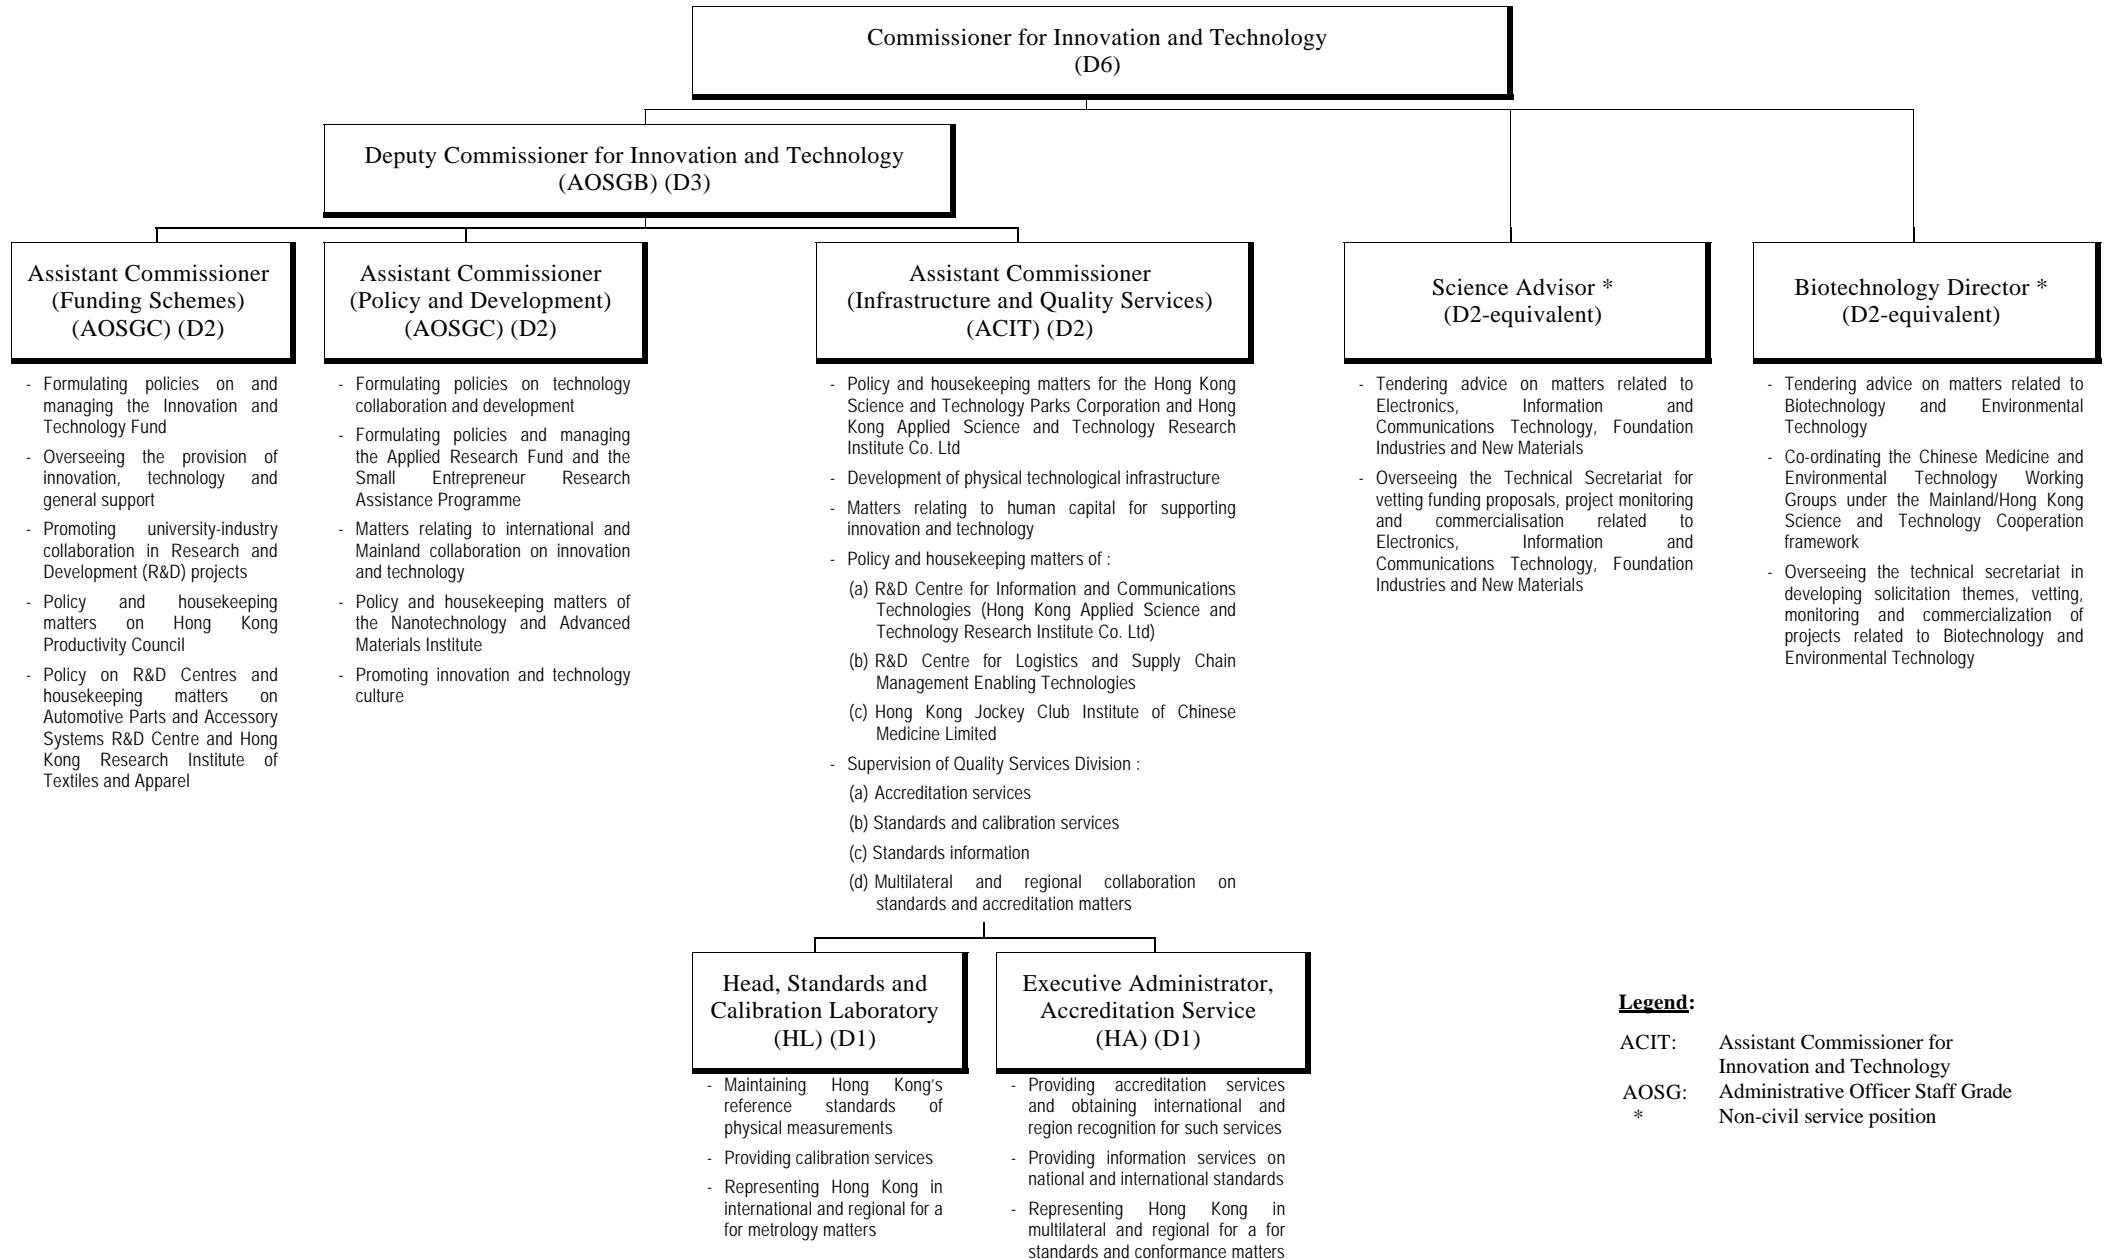 Commissioner for Innovation and Technology
(D6)
Deputy Commissioner for Innovation and Technology
(AOSGB) (D3)
Assistant Commissioner
(Funding Schemes)
(AOSGC) (D2)
- Formulating policies on and
managing the Innovation and
Technology Fund
- Overseeing the provision of
innovation, technology and
general support
- Promoting university-industry
collaboration in Research and
Development (R&D) projects
- Policy and housekeeping
matters on Hong Kong
Productivity Council
- Policy on R&D Centres and
housekeeping matters on
Automotive Parts and Accessory
Systems R&D Centre and Hong
Kong Research Institute of
Textiles and Apparel
Assistant Commissioner
(Policy and Development)
(AOSGC) (D2)
- Formulating policies on technology
collaboration and development
- Formulating policies and managing
the Applied Research Fund and the
Small Entrepreneur Research
Assistance Programme
- Matters relating to international and
Mainland collaboration on innovation
and technology
- Policy and housekeeping matters of
the Nanotechnology and Advanced
Materials Institute
- Promoting innovation and technology
culture
Assistant Commissioner
(Infrastructure and Quality Services)
(ACIT) (D2)
- Policy and housekeeping matters for the Hong Kong
Science and Technology Parks Corporation and Hong
Kong Applied Science and Technology Research
Institute Co. Ltd
- Development of physical technological infrastructure
- Matters relating to human capital for supporting
innovation and technology
- Policy and housekeeping matters of :
(a) R&D Centre for Information and Communications
Technologies (Hong Kong Applied Science and
Technology Research Institute Co. Ltd)
(b) R&D Centre for Logistics and Supply Chain
Management Enabling Technologies
(c) Hong Kong Jockey Club Institute of Chinese
Medicine Limited
- Supervision of Quality Services Division :
(a) Accreditation services
(b) Standards and calibration services
(c) Standards information
(d) Multilateral and regional collaboration on
standards and accreditation matters
Head, Standards and
Calibration Laboratory
(HL) (D1)
- Maintaining Hong Kong's
reference standards of
physical measurements
- Providing calibration services
- Representing Hong Kong in
international and regional for a
for metrology matters
Executive Administrator,
Accreditation Service
(HA) (D1)
- Providing accreditation services
and obtaining international and
region recognition for such services
- Providing information services on
national and international standards
- Representing Hong Kong in
multilateral and regional for a for
standards and conformance matters
Science Advisor *
(D2-equivalent)
- Tendering advice on matters related to
Electronics, Information and
Communications Technology, Foundation
Industries and New Materials
- Overseeing the Technical Secretariat for
vetting funding proposals, project monitoring
and commercialisation related to
Electronics, Information and
Communications Technology, Foundation
Industries and New Materials
Biotechnology Director *
(D2-equivalent)
- Tendering advice on matters related to
Biotechnology and Environmental
Technology
- Co-ordinating the Chinese Medicine and
Environmental Technology Working
Groups under the Mainland/Hong Kong
Science and Technology Cooperation
framework
- Overseeing the technical secretariat in
developing solicitation themes, vetting,
monitoring and commercialization of
projects related to Biotechnology and
Environmental Technology
Legend:
ACIT: Assistant Commissioner for
Innovation and Technology
AOSG: Administrative Officer Staff Grade
* Non-civil service position